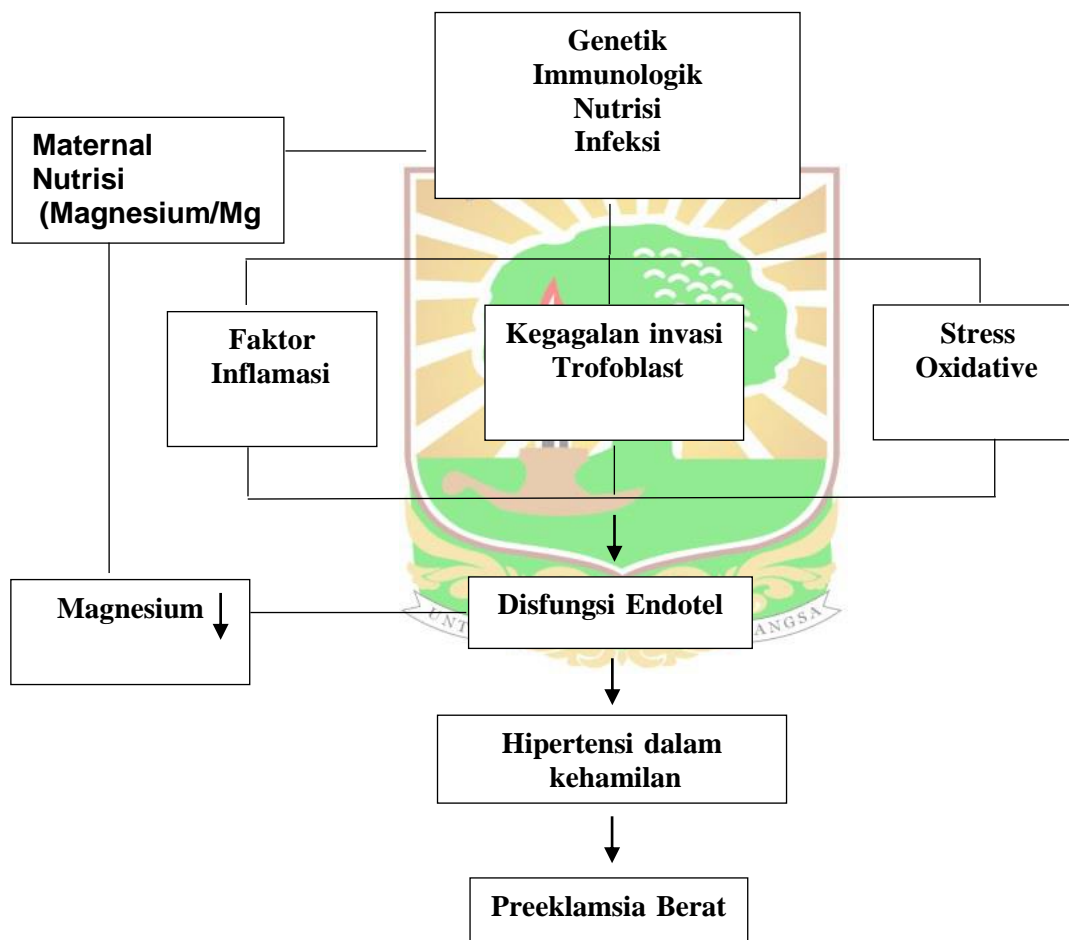 Genetik
Immunologik
Nutrisi
Infeksi
Maternal
Nutrisi
(Magnesium/Mg
Faktor
Inflamasi
Kegagalan invasi
Trofoblast
Stress
Oxidative
Magnesium
Disfungsi Endotel
ANGSA
Hipertensi dalam
kehamilan
Preeklamsia Berat